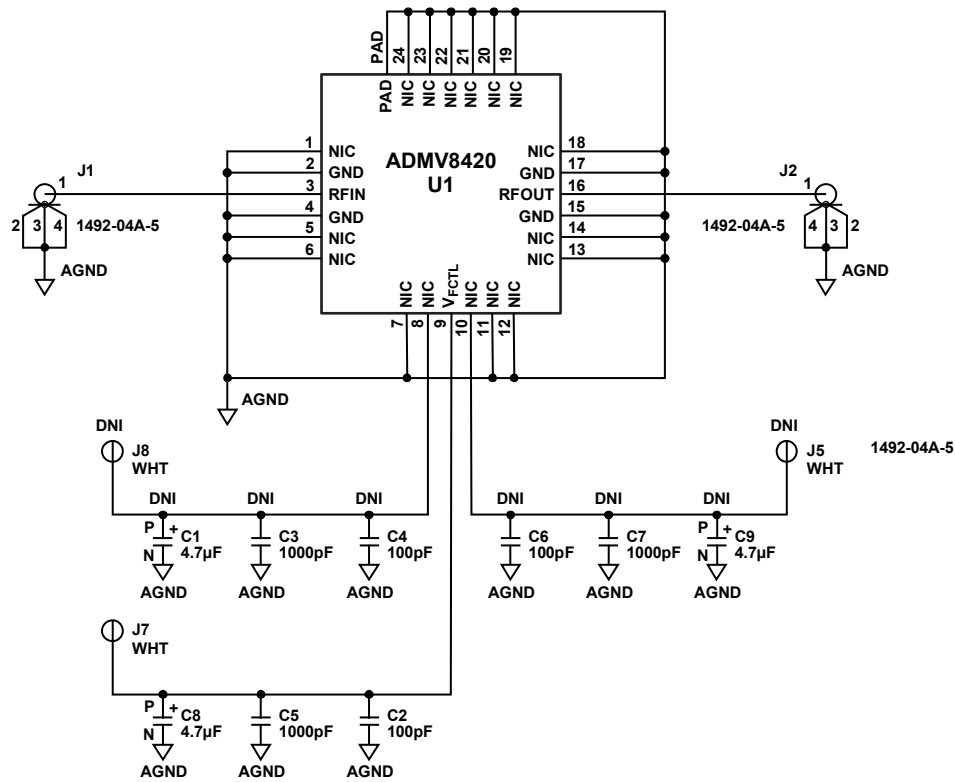 PAD 24 23 22 21 20 19
PAD NIC NIC NIC NIC NIC NIC
ADMV8420
U1
1 NIC
2 GND
3 RFIN
4 GND
5 NIC
6 NIC
NIC 18
GND 17
RFOUT 16
GND 15
NIC 14
NIC 13
NIC NIC VFCTL NIC NIC NIC
7 8 9 10 11 12
J1
1
2 3 4 1492-04A-5
AGND
J2
1
1492-04A-5 4 3 2
AGND
AGND
DNI
J8
WHT
DNI DNI DNI
P + C1 C3 C4
N 4.7µF 1000pF 100pF
AGND AGND AGND
DNI
J5 1492-04A-5
WHT
DNI DNI DNI
C6 C7 P + C9
100pF 1000pF N 4.7µF
AGND AGND AGND
J7
WHT
P + C8 C5 C2
N 4.7µF 1000pF 100pF
AGND AGND AGND